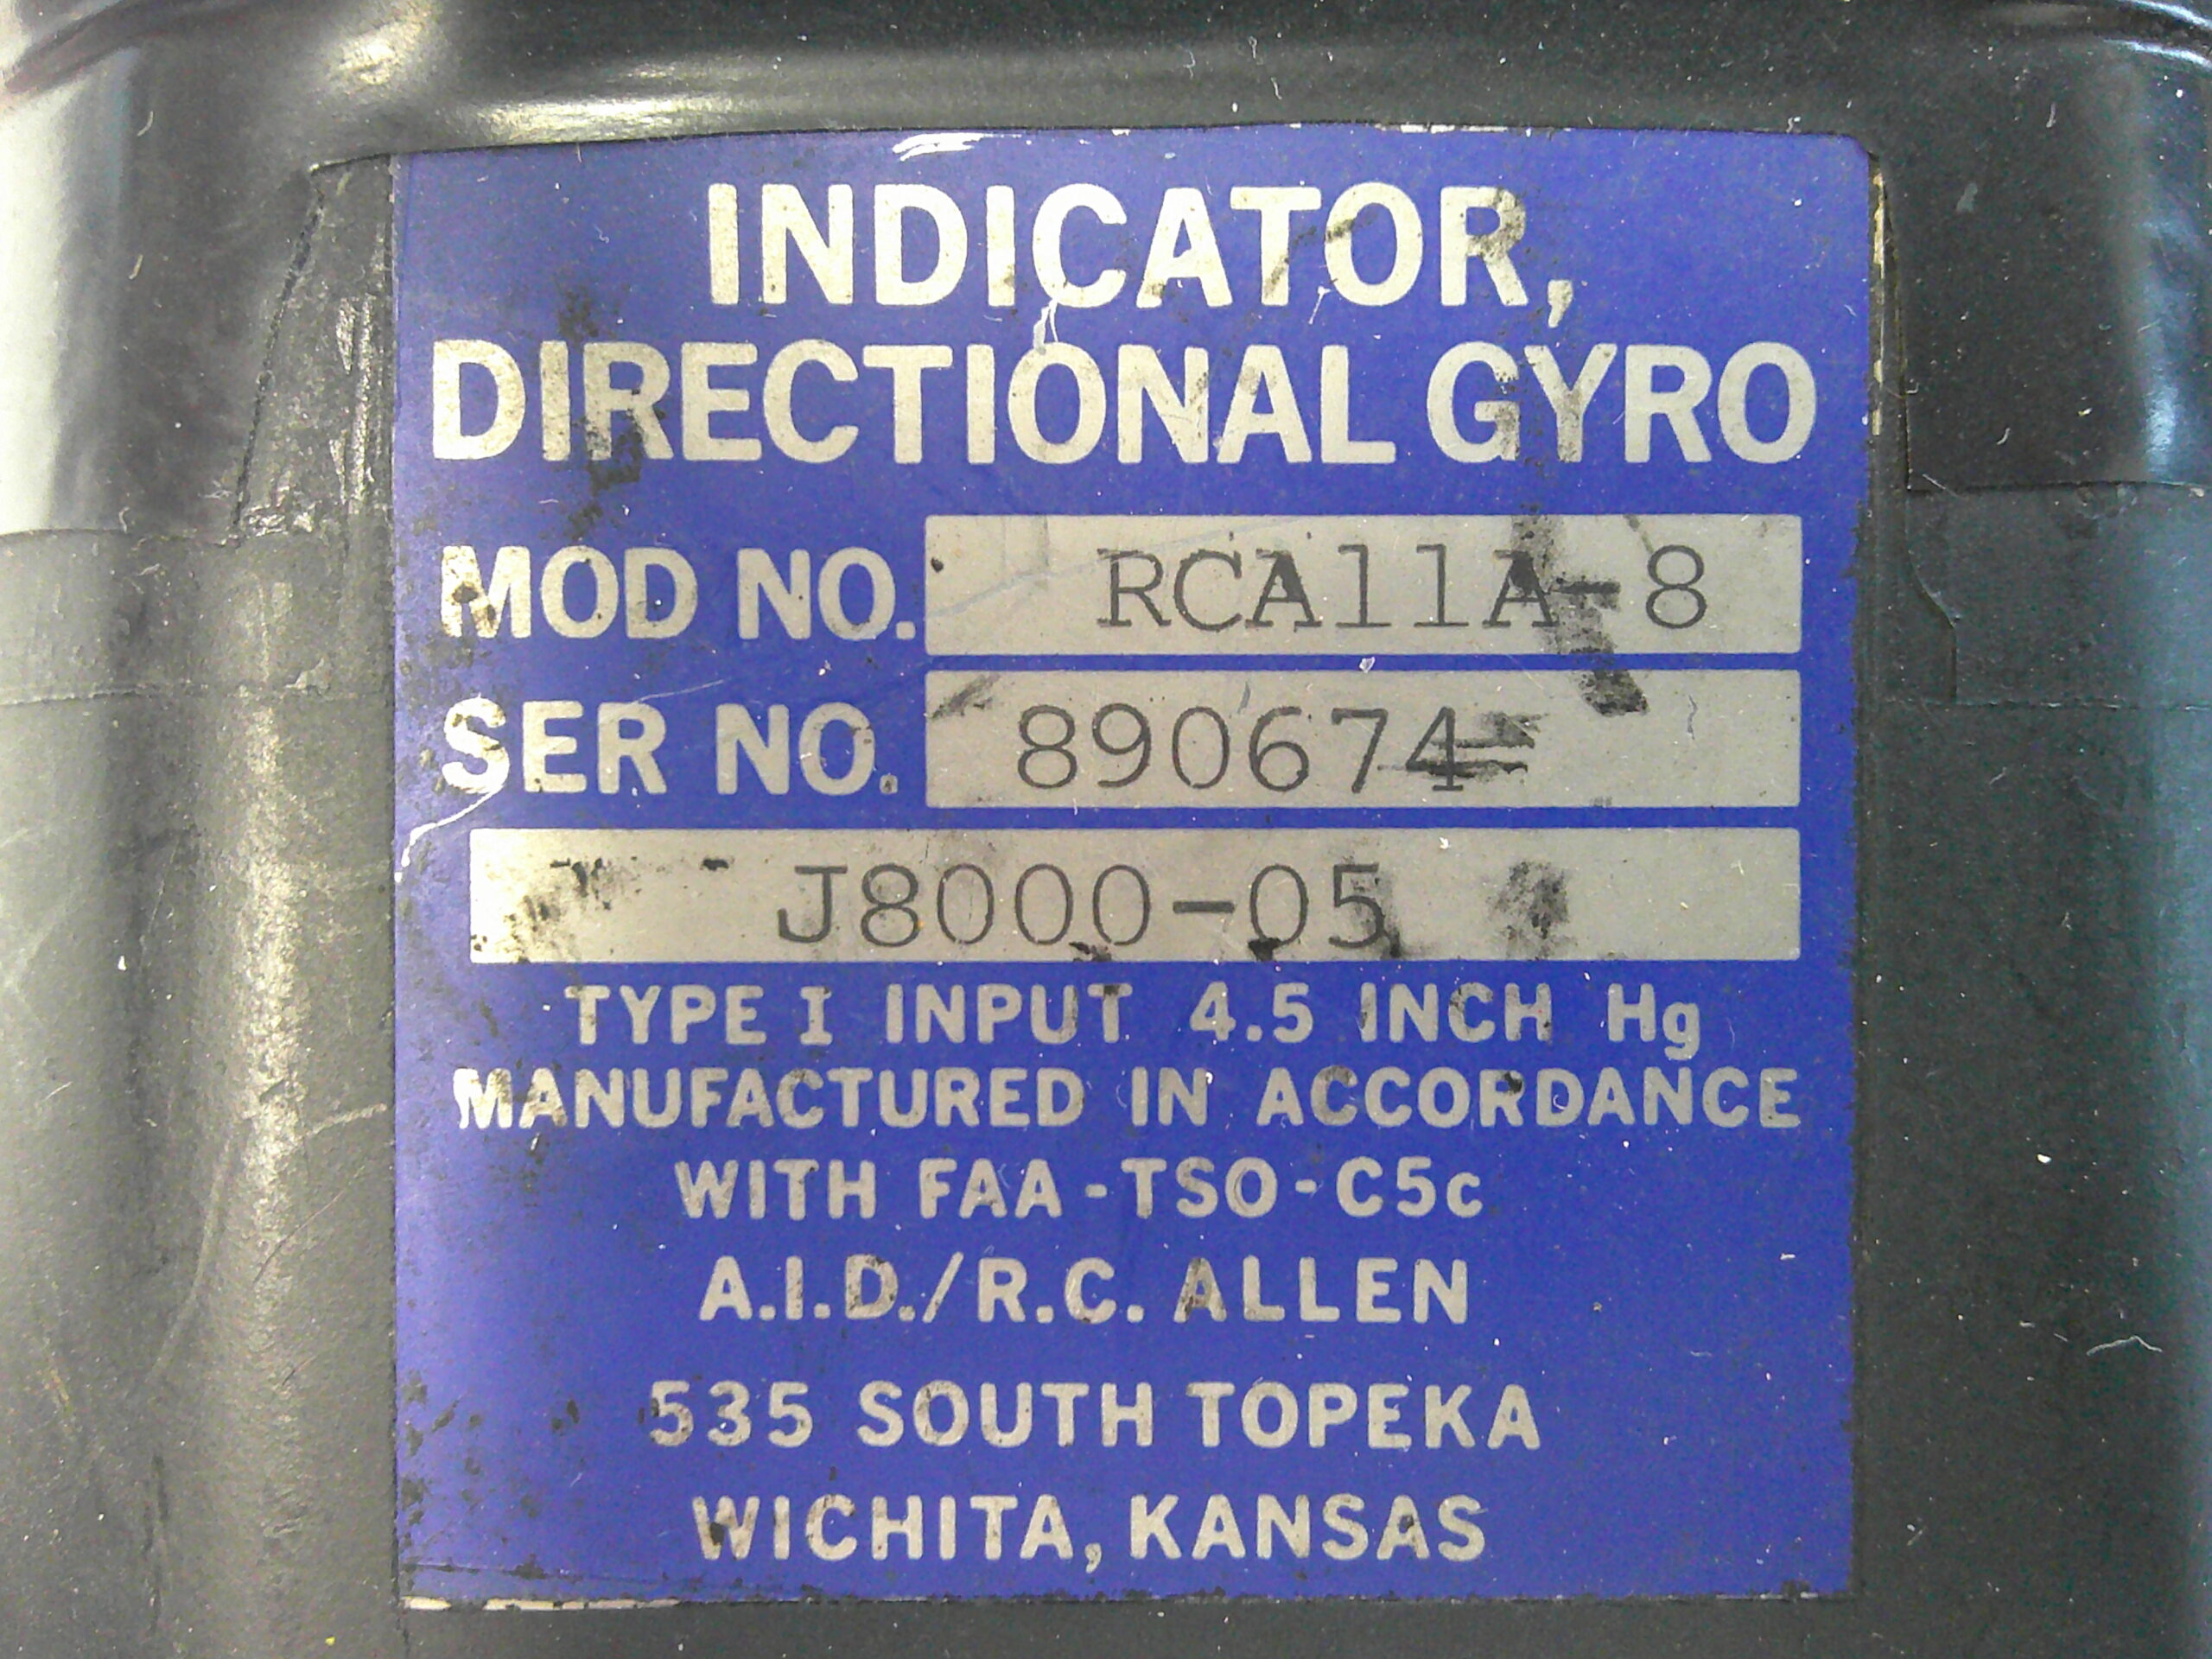 INDICATOR,
DIRECTIONAL GYRO
MOD NO. RCA11A-8
SER NO. 890674
J8000-05
TYPE I INPUT 4.5 INCH Hg
MANUFACTURED IN ACCORDANCE
WITH FAA-TSO-C5c
A.I.D./R.C. ALLEN
535 SOUTH TOPEKA
WICHITA, KANSAS